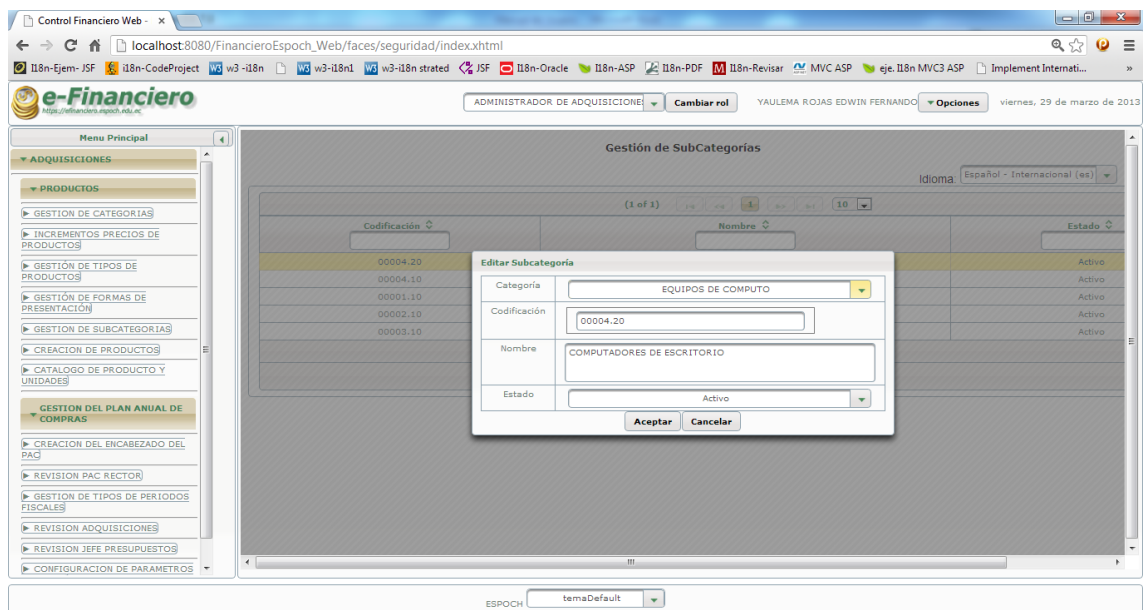 Control Financiero Web -
localhost:8080/FinancieroEspoch_Web/faces/seguridad/index.xhtml
I18n-Ejem- JSF i18n-CodeProject w3 -i18n w3-i18n1 w3-i18n strated JSF I18n-Oracle I18n-ASP I18n-PDF I18n-Revisar MVC ASP eje. I18n MVC3 ASP Implement Internati... »
e-Financiero
https://efinanciero.espoch.edu.ec
ADMINISTRADOR DE ADQUISICIONE Cambiar rol YAULEMA ROJAS EDWIN FERNANDO Opciones viernes, 29 de marzo de 2013
Menu Principal
ADQUISICIONES
PRODUCTOS
GESTION DE CATEGORIAS
INCREMENTOS PRECIOS DE
PRODUCTOS
GESTIÓN DE TIPOS DE
PRODUCTOS
GESTIÓN DE FORMAS DE
PRESENTACIÓN
GESTION DE SUBCATEGORIAS
CREACION DE PRODUCTOS
CATALOGO DE PRODUCTO Y
UNIDADES
GESTION DEL PLAN ANUAL DE
COMPRAS
CREACION DEL ENCABEZADO DEL
PAC
REVISION PAC RECTOR
GESTION DE TIPOS DE PERIODOS
FISCALES
REVISION ADQUISICIONES
REVISION JEFE PRESUPUESTOS
CONFIGURACION DE PARAMETROS
Gestión de SubCategorías
Idioma: Español - Internacional (es)
(1 of 1) 1 10
Codificación Nombre Estado
00004.20 Activo
00004.10 Activo
00001.10 Activo
00002.10 Activo
00003.10 Activo
Editar Subcategoría
Categoría EQUIPOS DE COMPUTO
Codificación 00004.20
Nombre COMPUTADORES DE ESCRITORIO
Estado Activo
Aceptar Cancelar
ESPOCH temaDefault